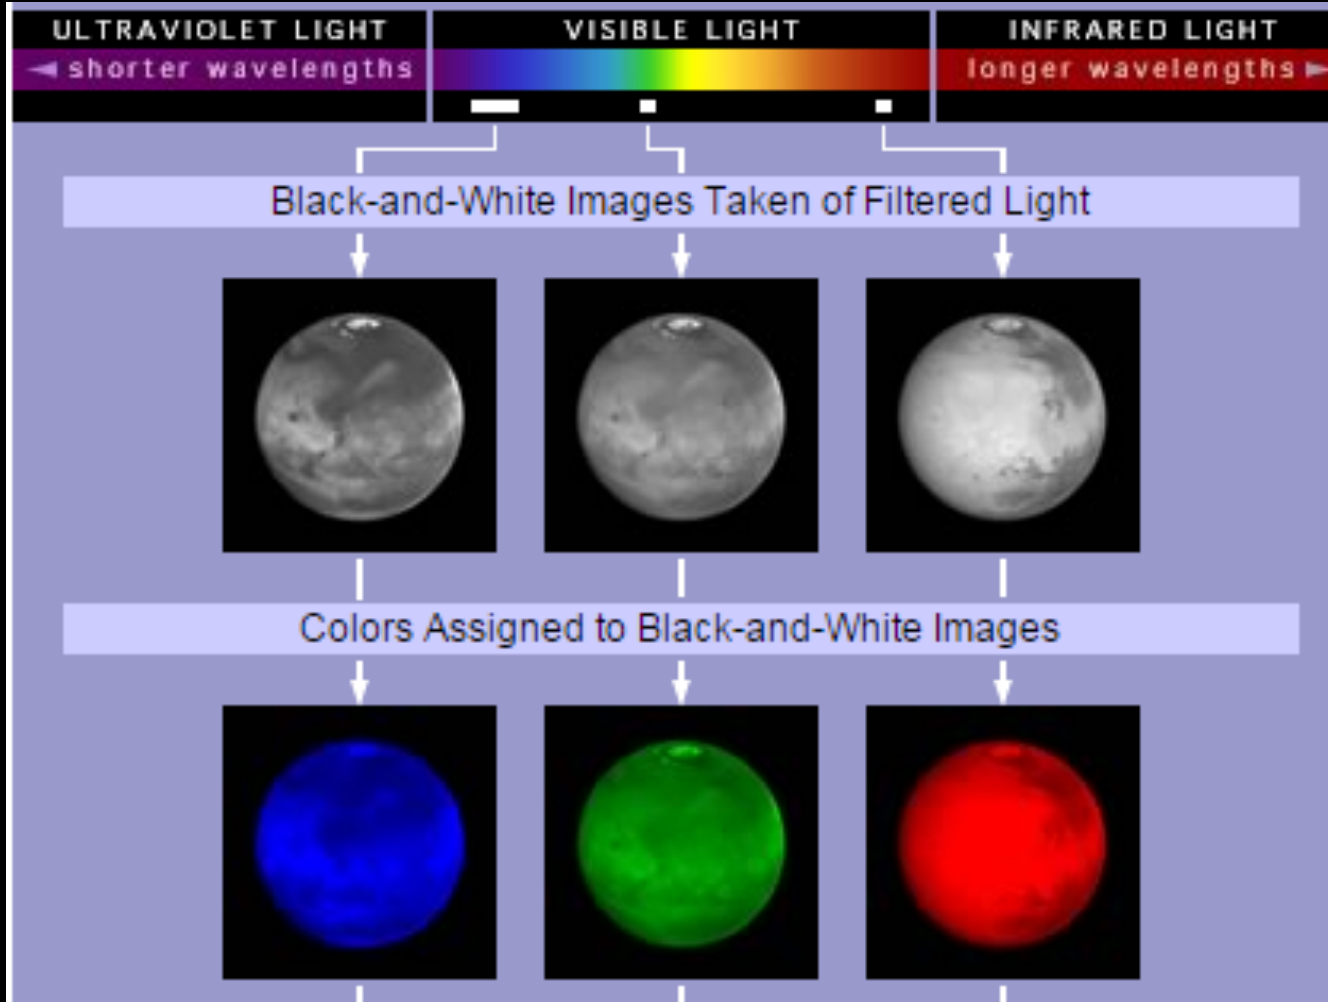 ULTRAVIOLET LIGHT
shorter wavelengths
VISIBLE LIGHT
INFRARED LIGHT
longer wavelengths
Black-and-White Images Taken of Filtered Light
Colors Assigned to Black-and-White Images